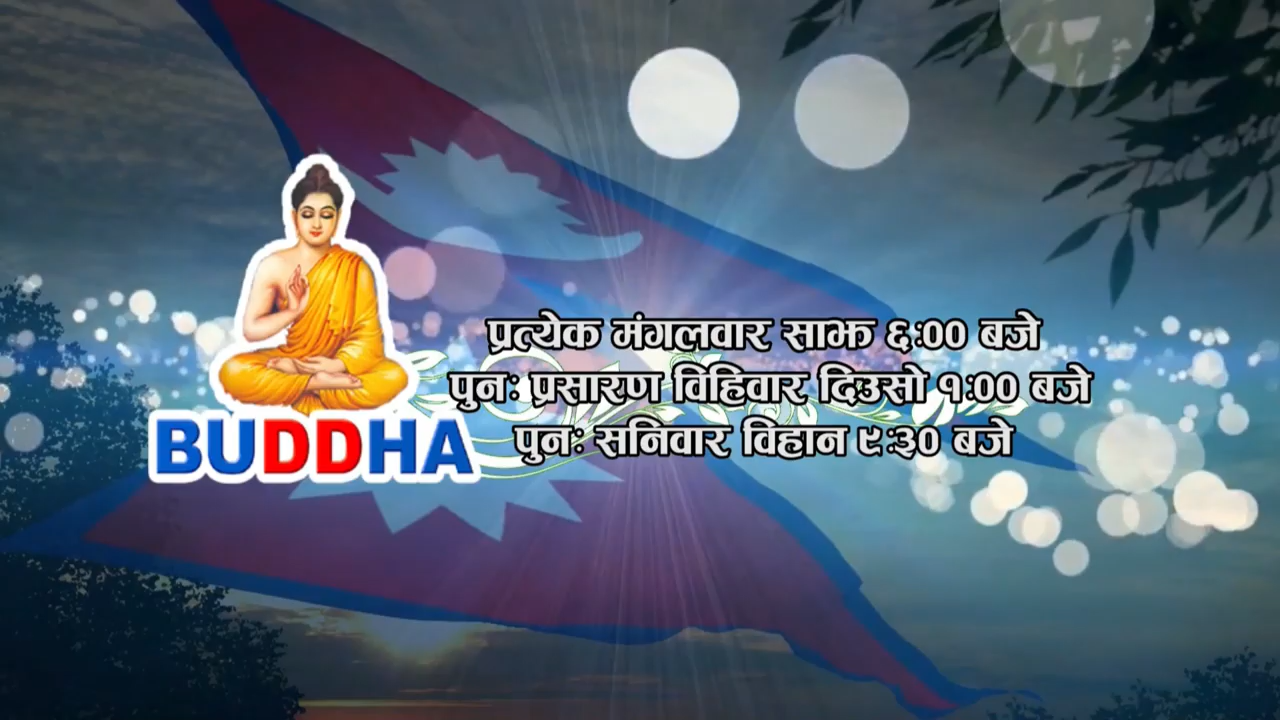 BUDDHA
प्रत्येक मंगलवार साझ ६:00 बजे
पुनः प्रसारण विहिवार दिउसो १:00 बजे
पुनः सनिवार विहान ९:३0 बजे